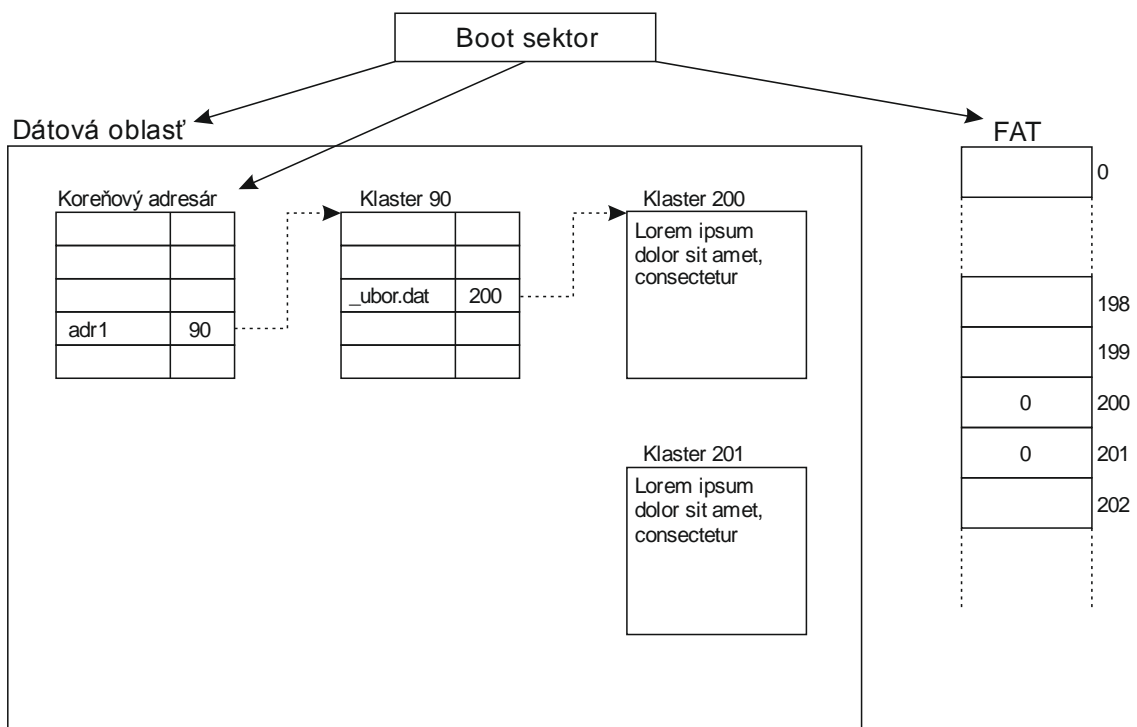 Boot sektor
Dátová oblasť
FAT
0
Koreňový adresár
Klaster 90
Klaster 200
Lorem ipsum
dolor sit amet,
consectetur
_ubor.dat 200
adr1 90
198
199
0 200
0 201
202
Klaster 201
Lorem ipsum
dolor sit amet,
consectetur